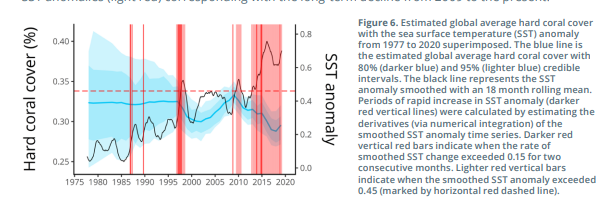 Hard coral cover (%)
0.40
0.35
0.30
0.25
0.8
0.6
0.4
0.2
0.0
SST anomaly
1975 1980 1985 1990 1995 2000 2005 2010 2015 2020
Figure 6. Estimated global average hard coral cover
with the sea surface temperature (SST) anomaly
from 1977 to 2020 superimposed. The blue line is
the estimated global average hard coral cover with
80% (darker blue) and 95% (lighter blue) credible
intervals. The black line represents the SST
anomaly smoothed with an 18 month rolling mean.
Periods of rapid increase in SST anomaly (darker
red vertical lines) were calculated by estimating the
derivatives (via numerical integration) of the
smoothed SST anomaly time series. Darker red
vertical red bars indicate when the rate of
smoothed SST change exceeded 0.15 for two
consecutive months. Lighter red vertical bars
indicate when the smoothed SST anomaly exceeded
0.45 (marked by horizontal red dashed line).